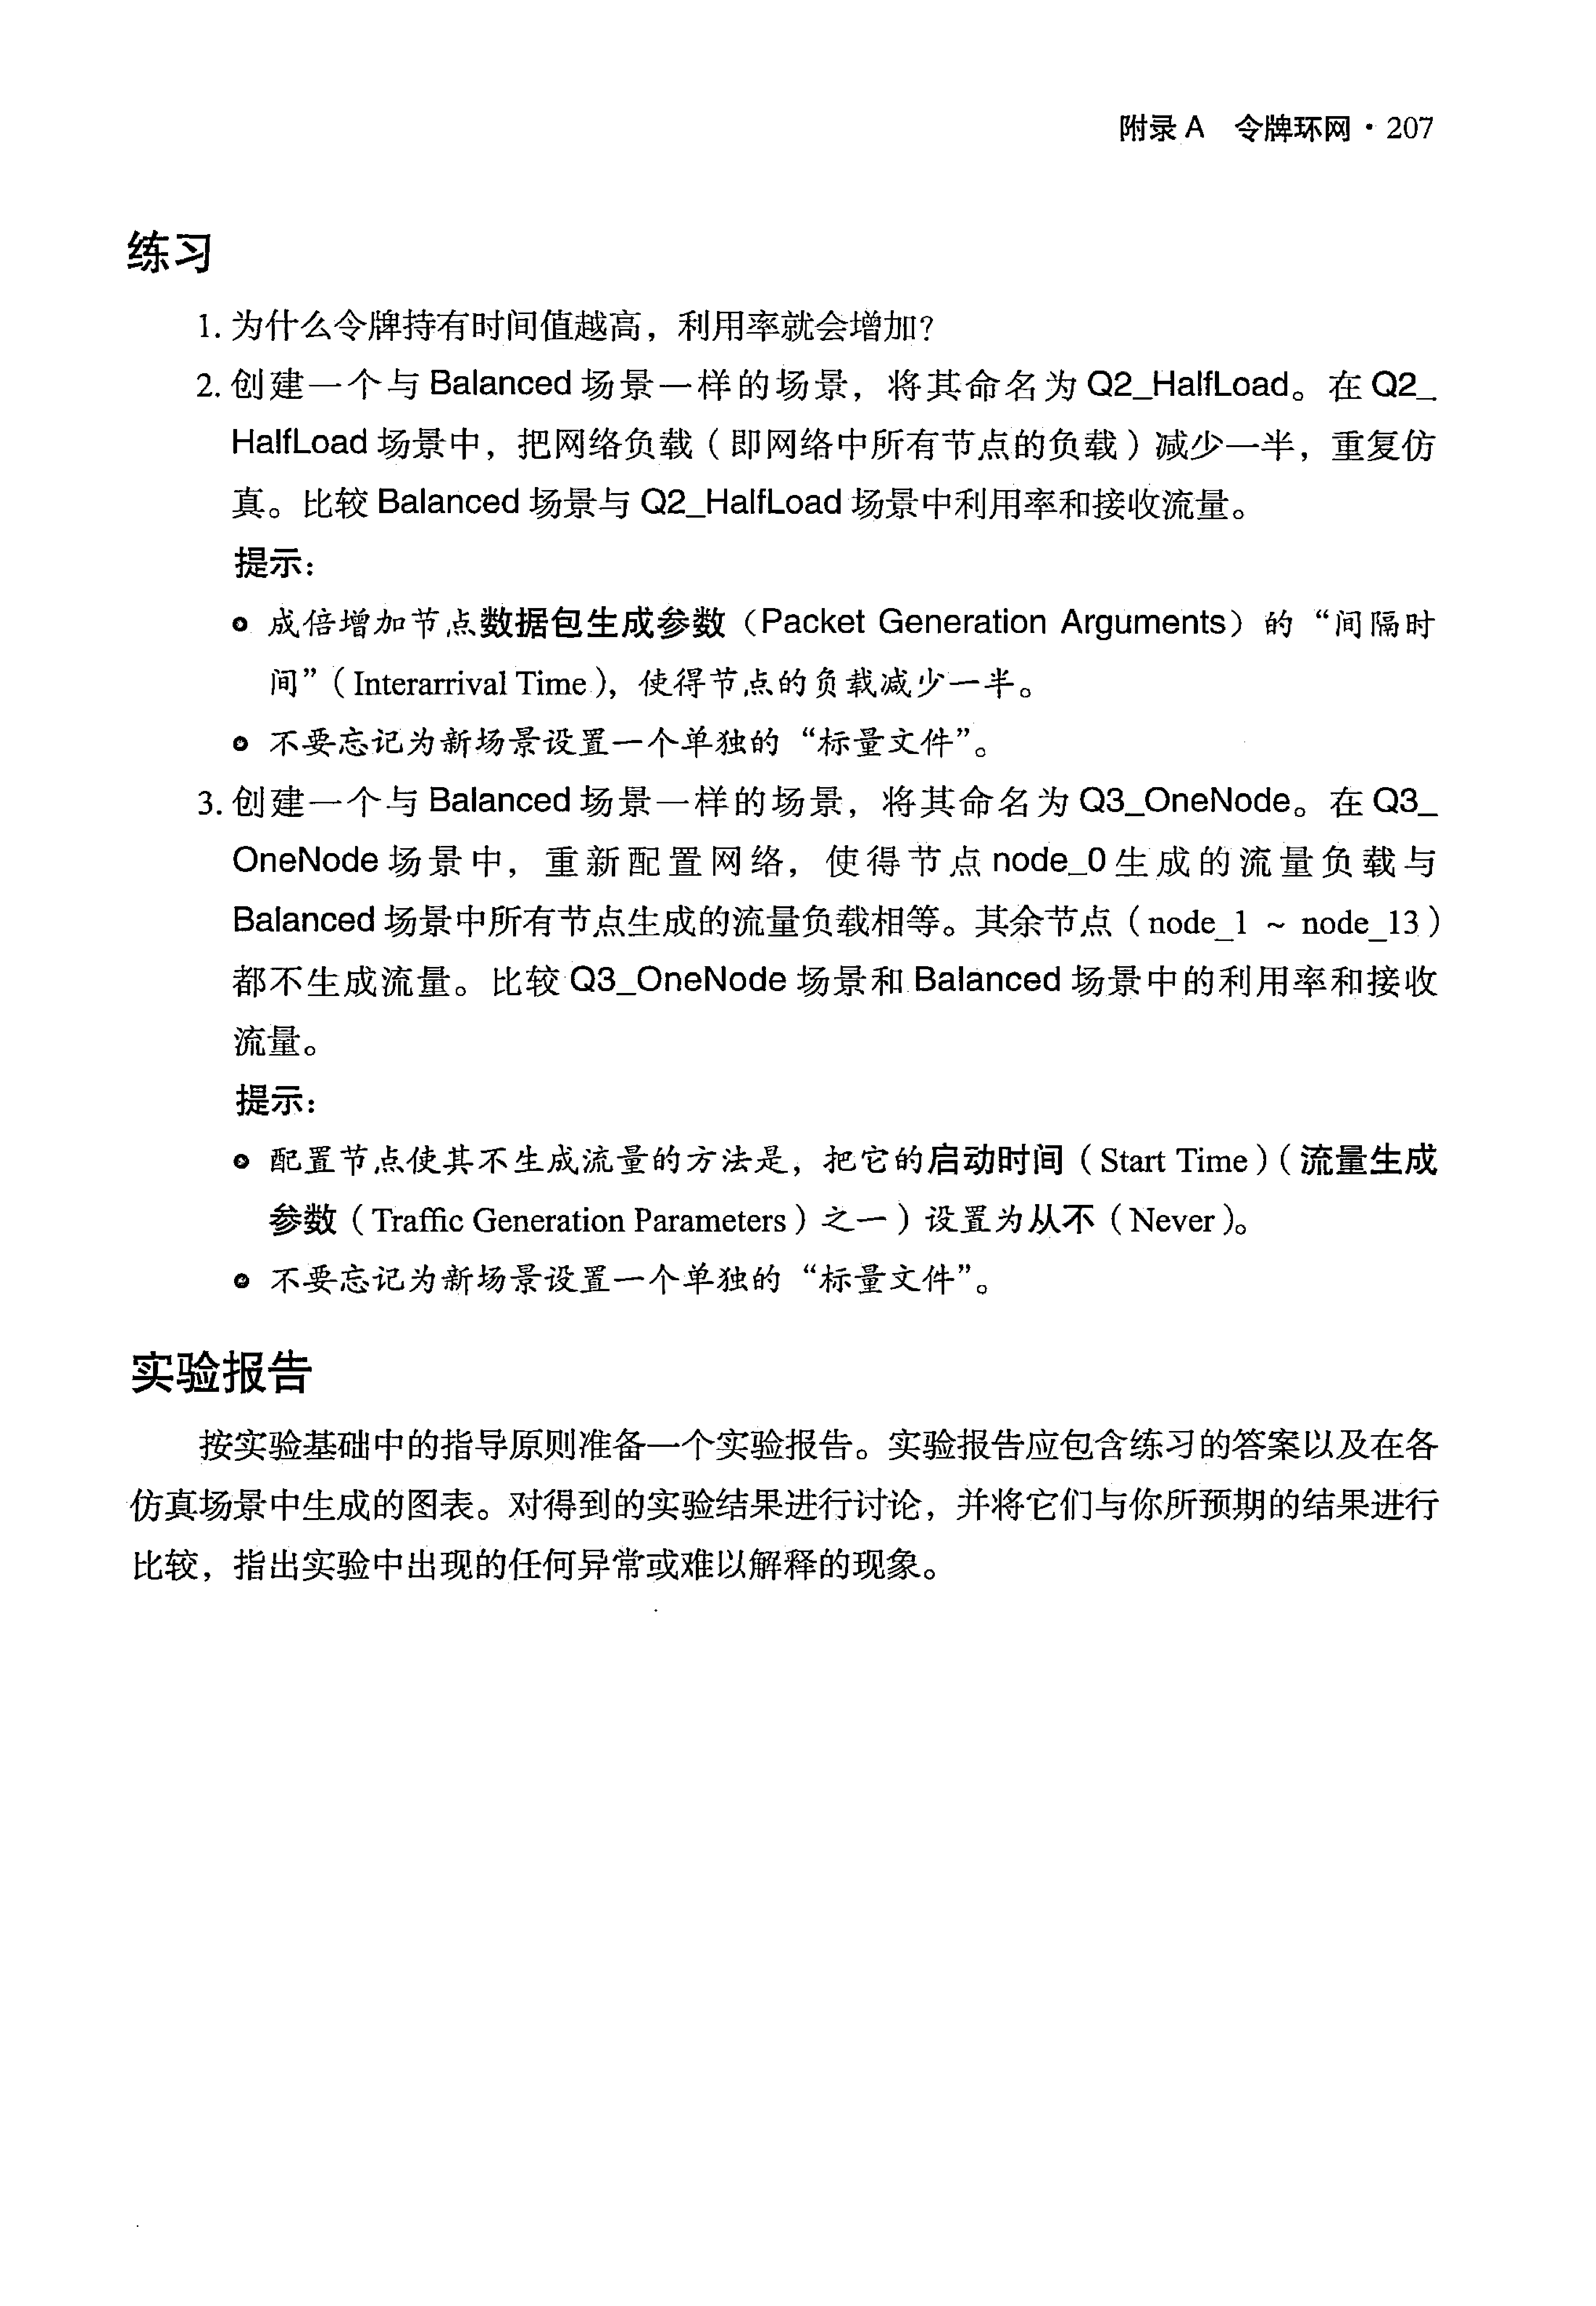 附录 A 令牌环网·207
练习
1. 为什么令牌持有时间值越高，利用率就会增加？
2. 创建一个与 Balanced 场景一样的场景，将其命名为 Q2_HalfLoad。在 Q2_
HalfLoad 场景中，把网络负载（即网络中所有节点的负载）减少一半，重复仿
真。比较 Balanced 场景与 Q2_HalfLoad 场景中利用率和接收流量。
提示：
成倍增加节点数据包生成参数（Packet Generation Arguments）的“间隔时
间”（Interarrival Time），使得节点的负载减少一半。
不要忘记为新场景设置一个单独的“标量文件”。
3. 创建一个与 Balanced 场景一样的场景，将其命名为 Q3_OneNode。在 Q3_
OneNode 场景中，重新配置网络，使得节点 node_0 生成的流量负载与
Balanced 场景中所有节点生成的流量负载相等。其余节点（node_1 ~ node_13）
都不生成流量。比较 Q3_OneNode 场景和 Balanced 场景中的利用率和接收
流量。
提示：
配置节点使其不生成流量的方法是，把它的启动时间（Start Time）（流量生成
参数（Traffic Generation Parameters）之一）设置为从不（Never）。
不要忘记为新场景设置一个单独的“标量文件”。
实验报告
按实验基础中的指导原则准备一个实验报告。实验报告应包含练习的答案以及在各
仿真场景中生成的图表。对得到的实验结果进行讨论，并将它们与你所预期的结果进行
比较，指出实验中出现的任何异常或难以解释的现象。